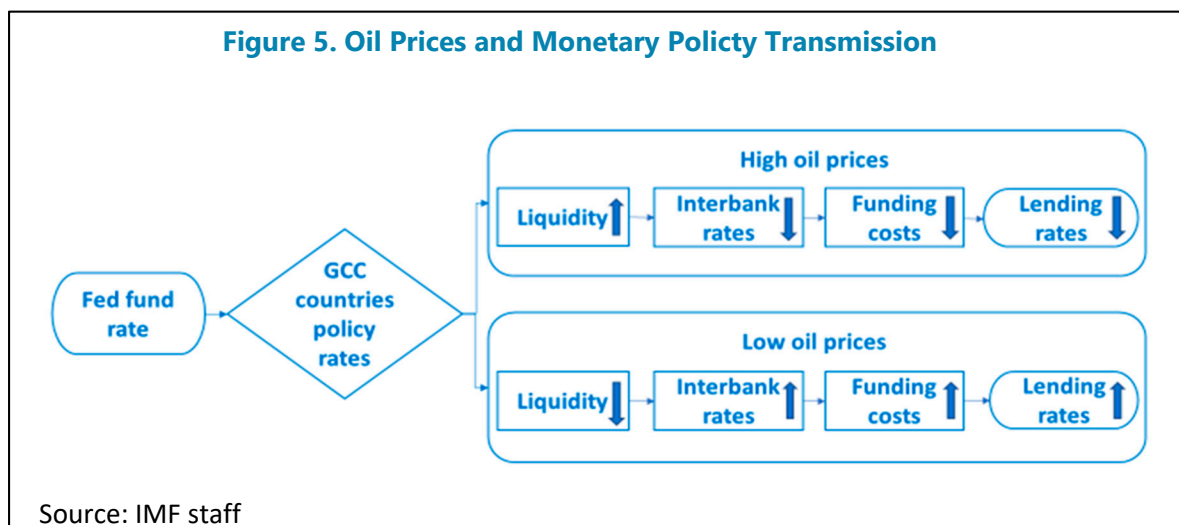 Figure 5. Oil Prices and Monetary Policty Transmission
High oil prices
Liquidity
Interbank
rates
Funding
costs
Lending
rates
Fed fund
rate
GCC
countries
policy
rates
Low oil prices
Liquidity
Interbank
rates
Funding
costs
Lending
rates
Source: IMF staff